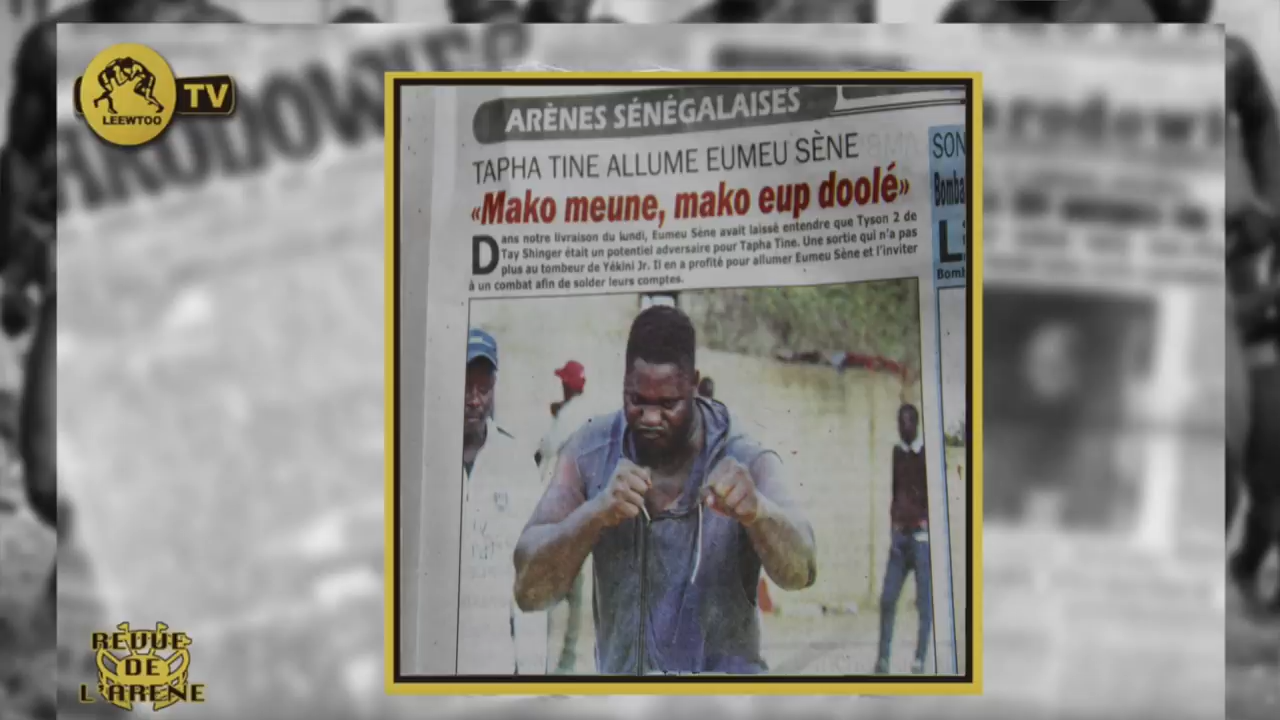 LEEWTOO
TV
ARÈNES SÉNÉGALAISES
TAPHA TINE ALLUME EUMEU SÈNE
«Mako meune, mako eup doolé»
Dans notre livraison du lundi, Eumeu Sène avait laissé entendre que Tyson 2 de
Tay Shinger était un potentiel adversaire pour Tapha Tine. Une sortie qui n'a pas
plus au tombeur de Yékini Jr. Il en a profité pour allumer Eumeu Sène et l'inviter
à un combat afin de solder leurs comptes.
SON
Bomba
L
Bomb
REVUE
DE
L'ARENE